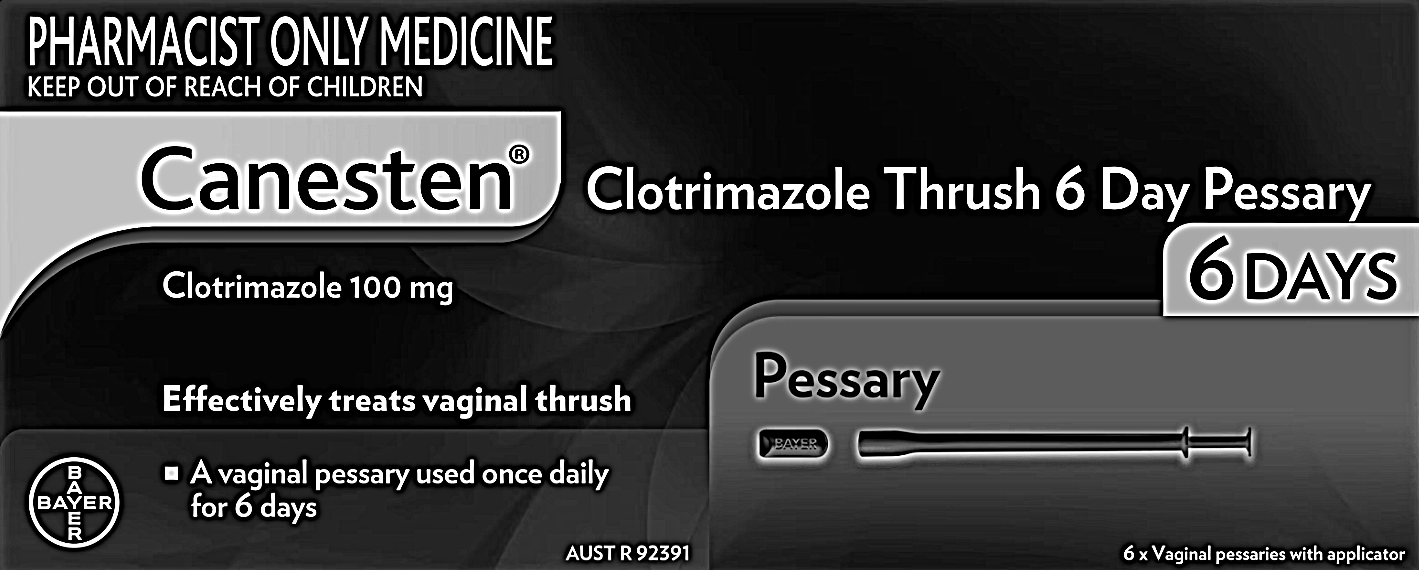 PHARMACIST ONLY MEDICINE
KEEP OUT OF REACH OF CHILDREN
Canesten®
Clotrimazole Thrush 6 Day Pessary
6 DAYS
Clotrimazole 100 mg
Effectively treats vaginal thrush
Pessary
BAYER
BAYER
BAYER
▪ A vaginal pessary used once daily
for 6 days
AUST R 92391
6 x Vaginal pessaries with applicator